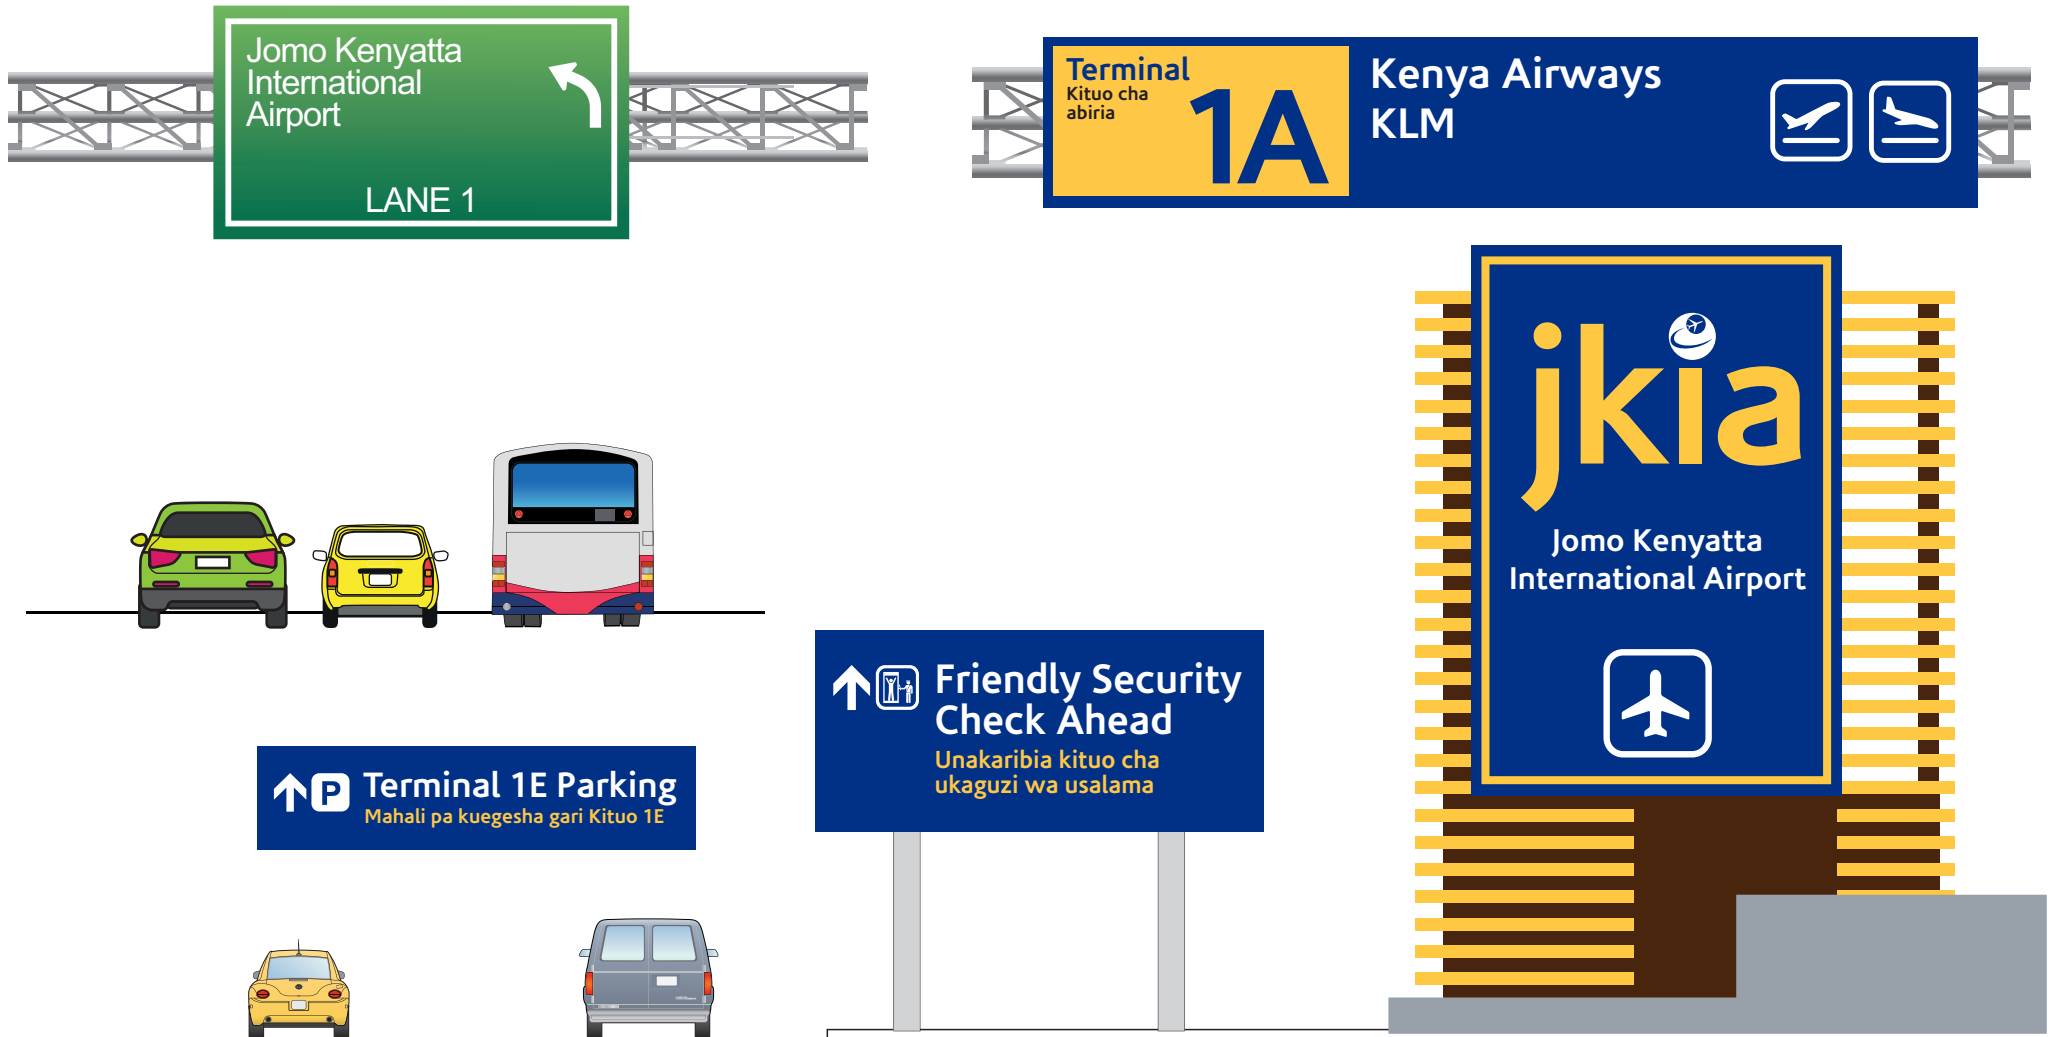 Jomo Kenyatta
International
Airport
LANE 1
Terminal
Kituo cha
abiria
1A
Kenya Airways
KLM
jkia
Jomo Kenyatta
International Airport
Friendly Security
Check Ahead
Unakaribia kituo cha
ukaguzi wa usalama
P
Terminal 1E Parking
Mahali pa kuegesha gari Kituo 1E